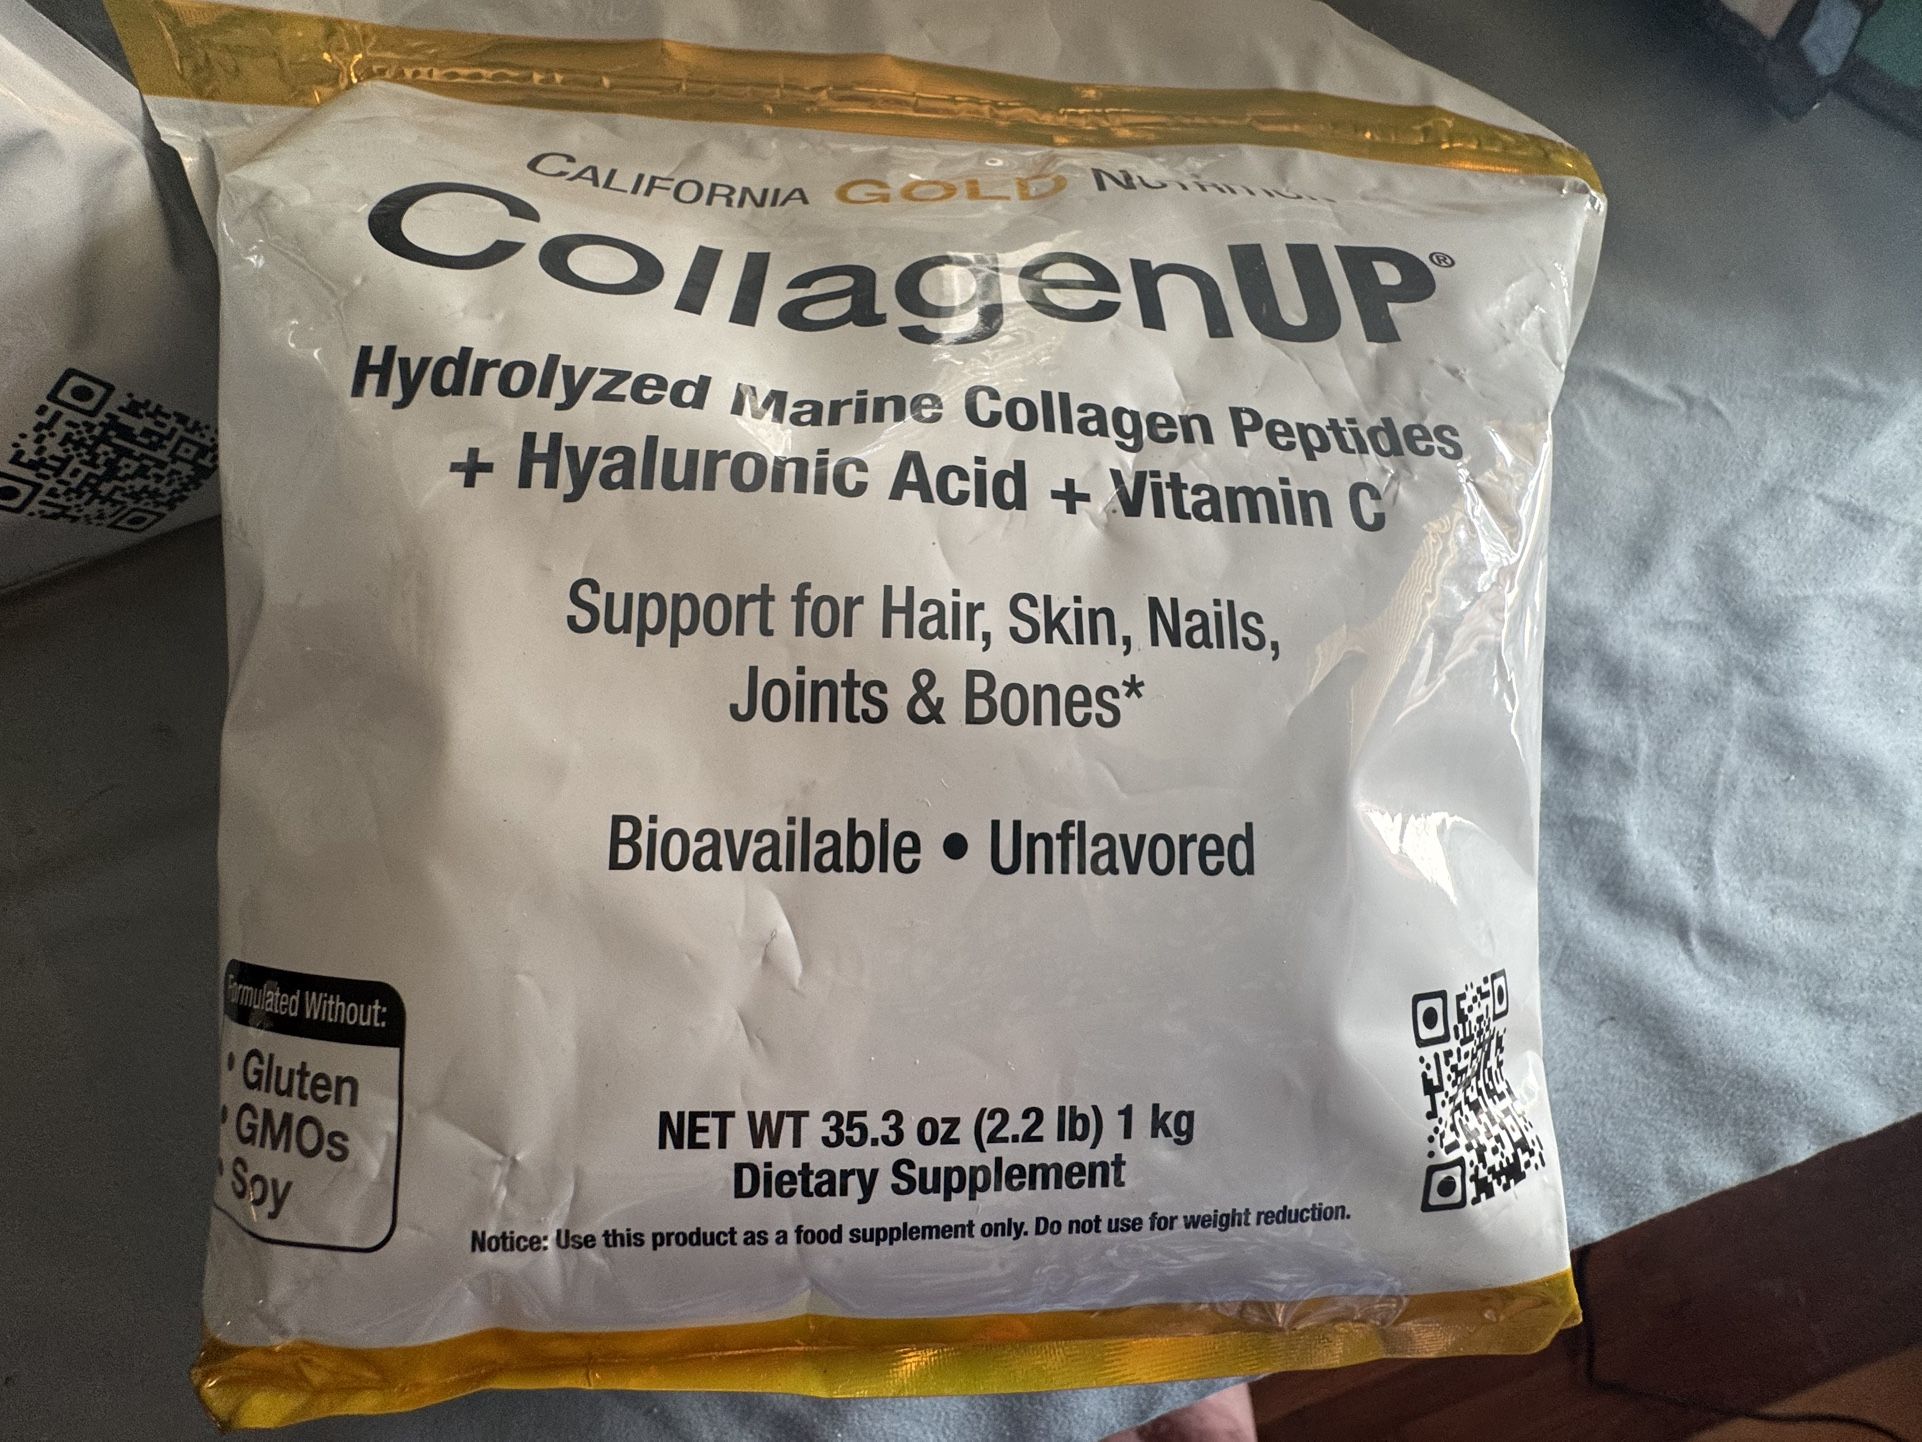 CALIFORNIA GOLD NUTRITION
CollagenUP®
Hydrolyzed Marine Collagen Peptides
+ Hyaluronic Acid + Vitamin C
Support for Hair, Skin, Nails,
Joints & Bones*
Bioavailable • Unflavored
Formulated Without:
• Gluten
• GMOs
• Soy
NET WT 35.3 oz (2.2 lb) 1 kg
Dietary Supplement
Notice: Use this product as a food supplement only. Do not use for weight reduction.